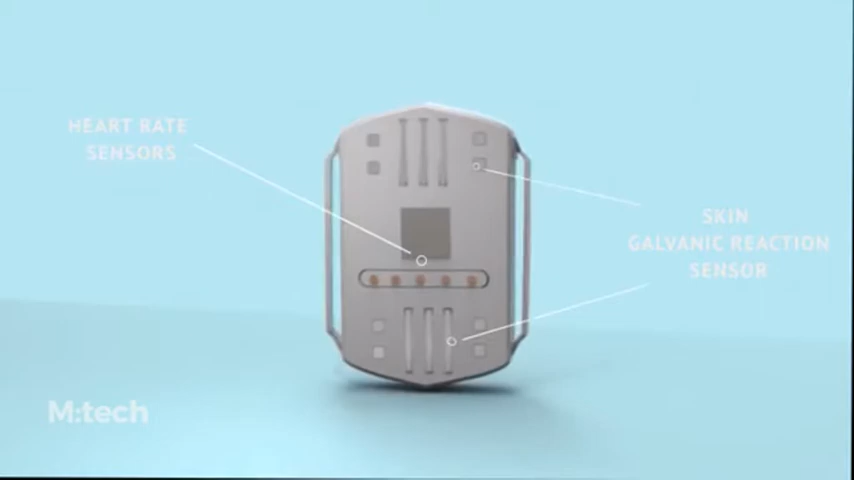 HEART RATE
SENSORS
SKIN
GALVANIC REACTION
SENSOR
M:tech